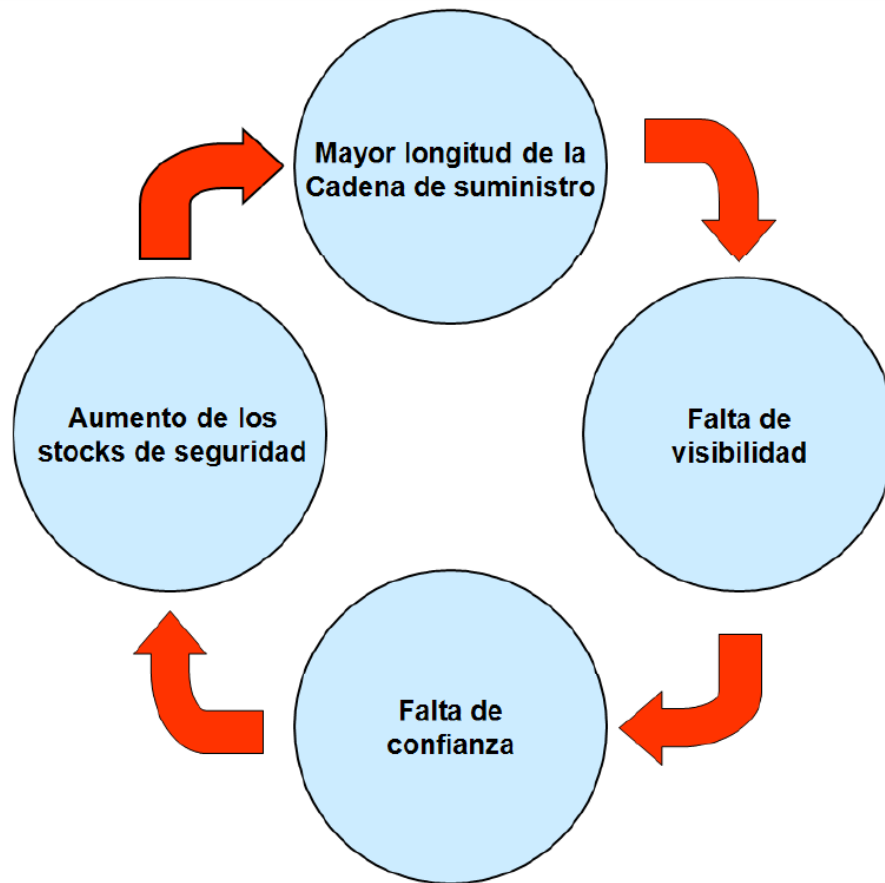 Mayor longitud de la
Cadena de suministro
Falta de
visibilidad
Falta de
confianza
Aumento de los
stocks de seguridad